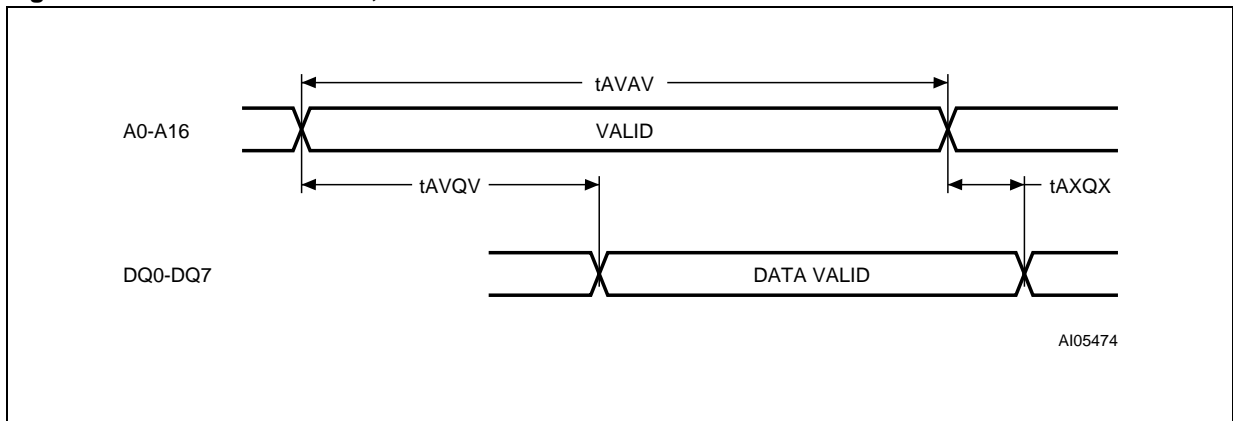 tAVAV
A0-A16
VALID
tAVQV
tAXQX
DQ0-DQ7
DATA VALID
AI05474